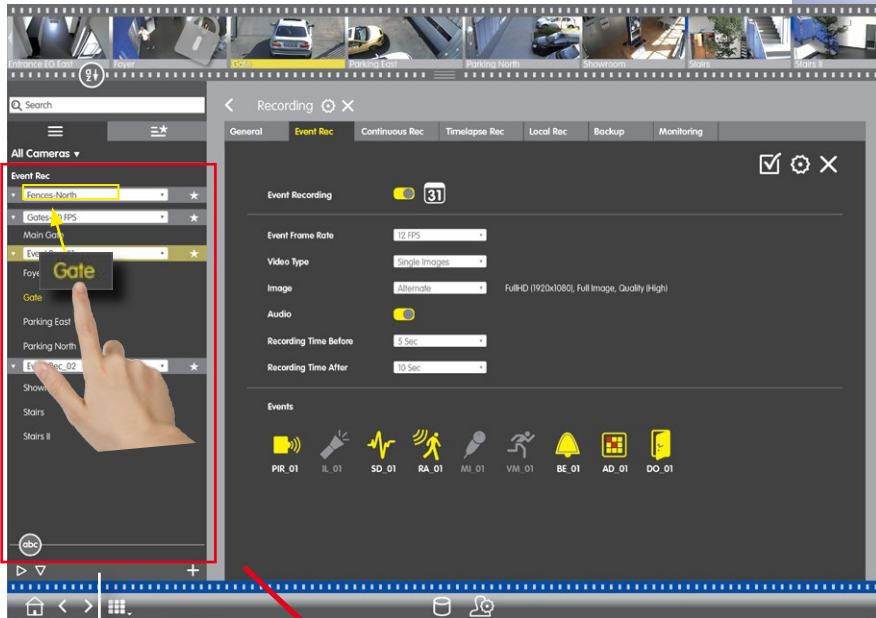 Entrance EG East Foyer Gate Parking East Parking North Showroom Stairs Stairs II
Search
Recording
General Event Rec Continuous Rec Timelapse Rec Local Rec Backup Monitoring
All Cameras
Event Rec
Fences-North
FPS
Main Gate
Gate
Gate
Parking East
Parking North
Rec_02
Stairs
Stairs II
abc
31
Event Recording
Event Frame Rate 12 FPS
Video Type Single Images
Image Alternate FullHD (1920x1080), Full Image, Quality (High)
Audio
Recording Time Before 5 Sec
Recording Time After 10 Sec
Events
PIR_01 IL_01 SD_01 RA_01 MI_01 VM_01 BE_01 AD_01 DO_01